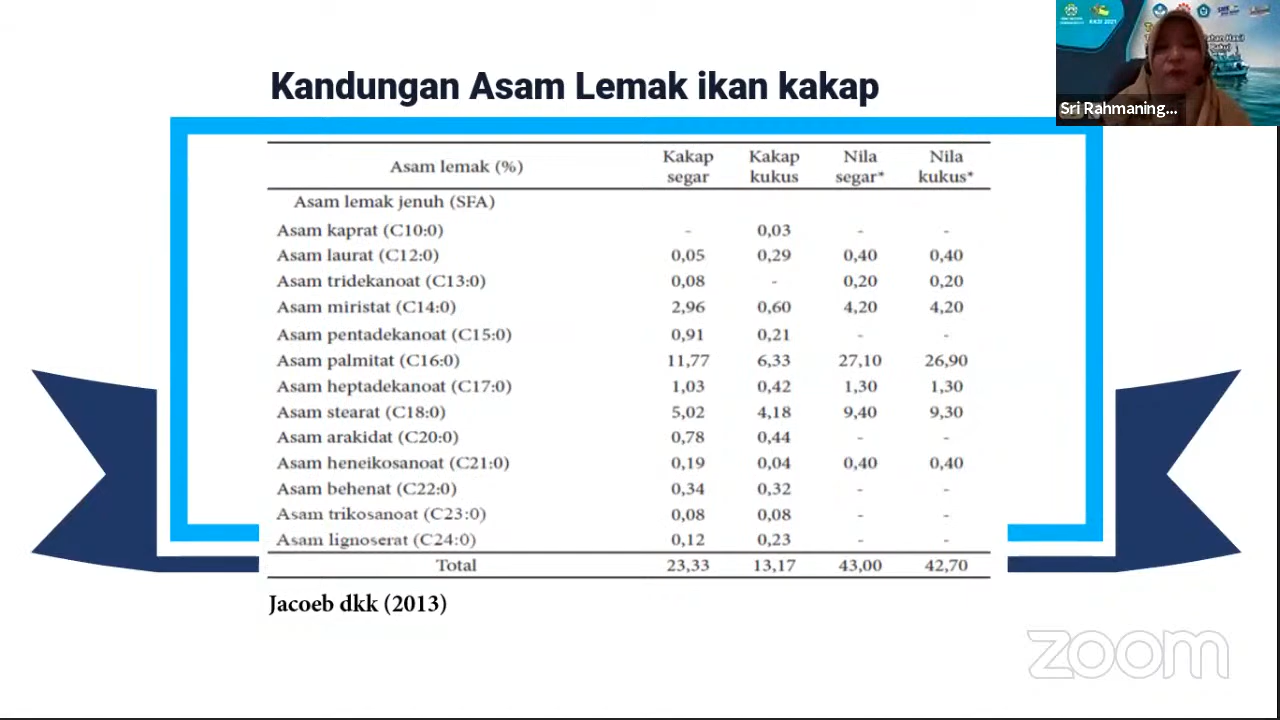 Kandungan Asam Lemak ikan kakap
Sri Rahmaning...
RKDI 2021
Asam lemak (%) Kakap segar Kakap kukus Nila segar* Nila kukus*
Asam lemak jenuh (SFA)
Asam kaprat (C10:0) - 0,03 - -
Asam laurat (C12:0) 0,05 0,29 0,40 0,40
Asam tridekanoat (C13:0) 0,08 - 0,20 0,20
Asam miristat (C14:0) 2,96 0,60 4,20 4,20
Asam pentadekanoat (C15:0) 0,91 0,21 - -
Asam palmitat (C16:0) 11,77 6,33 27,10 26,90
Asam heptadekanoat (C17:0) 1,03 0,42 1,30 1,30
Asam stearat (C18:0) 5,02 4,18 9,40 9,30
Asam arakidat (C20:0) 0,78 0,44 - -
Asam heneikosanoat (C21:0) 0,19 0,04 0,40 0,40
Asam behenat (C22:0) 0,34 0,32 - -
Asam trikosanoat (C23:0) 0,08 0,08 - -
Asam lignoserat (C24:0) 0,12 0,23 - -
Total 23,33 13,17 43,00 42,70
Jacoeb dkk (2013)
zoom